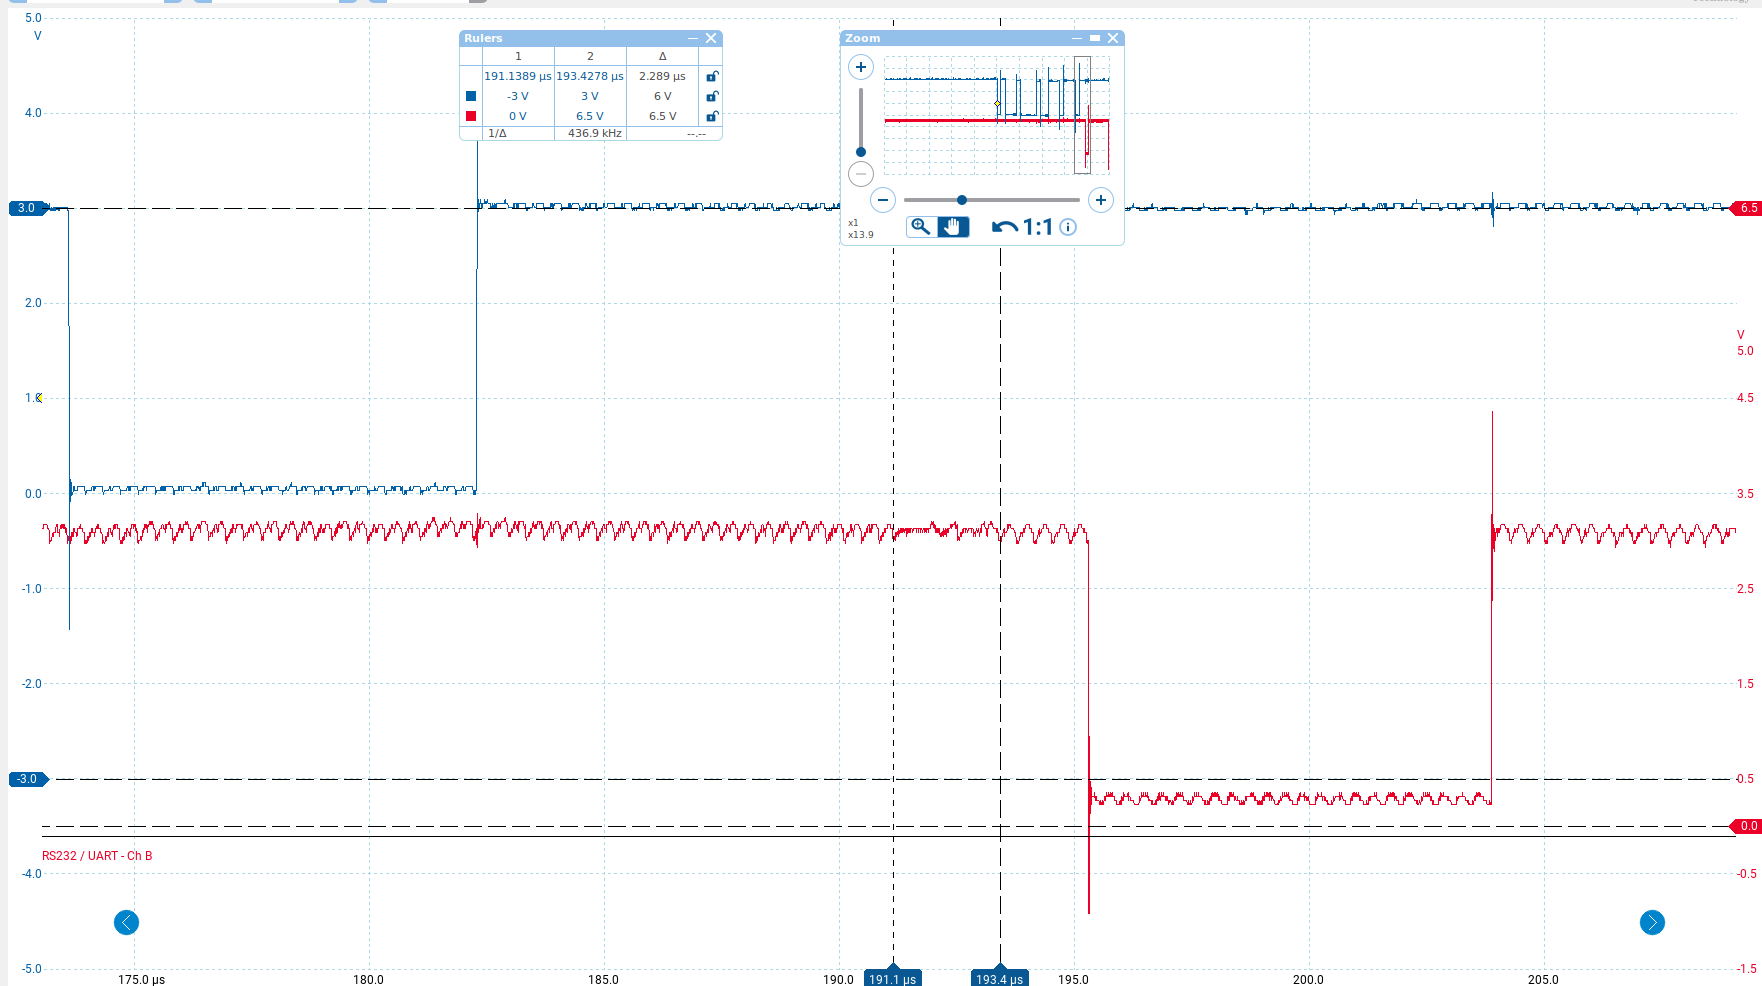 5.0
V
4.0
3.0
2.0
0.0
-1.0
-2.0
-3.0
-4.0
-5.0
Rulers
1 2 Δ
191.1389 µs 193.4278 µs 2.289 µs
-3 V 3 V 6 V
0 V 6.5 V 6.5 V
1/Δ 436.9 kHz --.--
Zoom
x1
x13.9
1:1
6.5
V
5.0
4.5
3.5
2.5
1.5
0.5
0.0
-0.5
-1.5
RS232 / UART - Ch B
175.0 µs 180.0 185.0 190.0 191.1 µs 193.4 µs 195.0 200.0 205.0